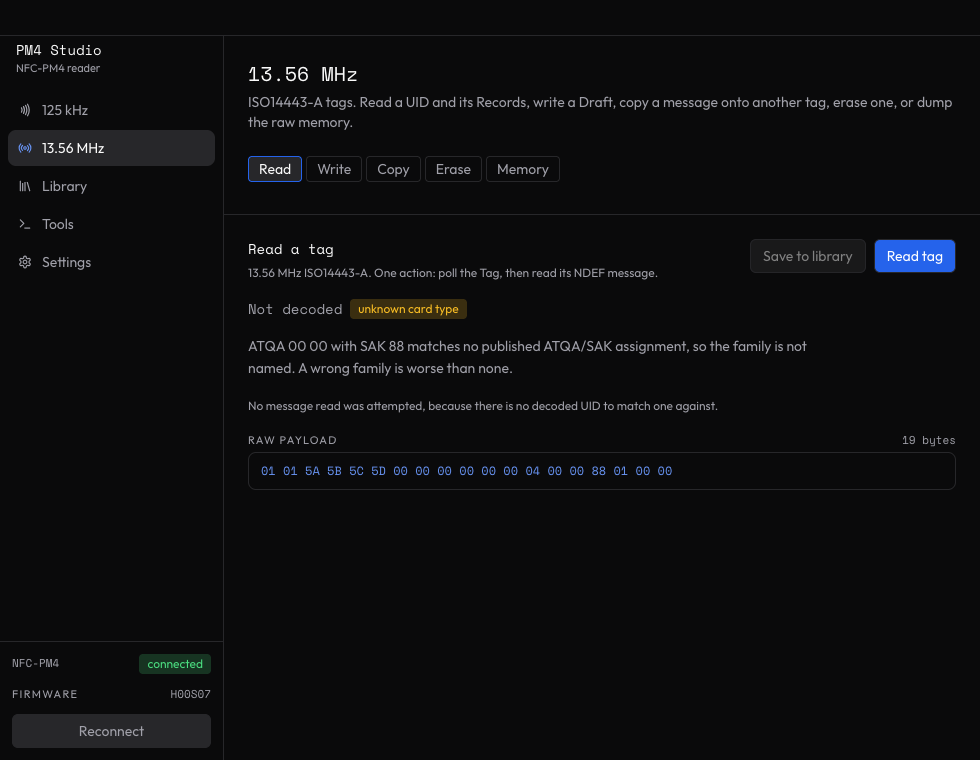 PM4 Studio
NFC-PM4 reader
125 kHz
13.56 MHz
Library
Tools
Settings
NFC-PM4 connected
FIRMWARE H00S07
Reconnect
13.56 MHz
ISO14443-A tags. Read a UID and its Records, write a Draft, copy a message onto another tag, erase one, or dump
the raw memory.
Read Write Copy Erase Memory
Read a tag
13.56 MHz ISO14443-A. One action: poll the Tag, then read its NDEF message.
Save to library Read tag
Not decoded unknown card type
ATQA 00 00 with SAK 88 matches no published ATQA/SAK assignment, so the family is not
named. A wrong family is worse than none.
No message read was attempted, because there is no decoded UID to match one against.
RAW PAYLOAD 19 bytes
01 01 5A 5B 5C 5D 00 00 00 00 00 00 04 00 00 88 01 00 00